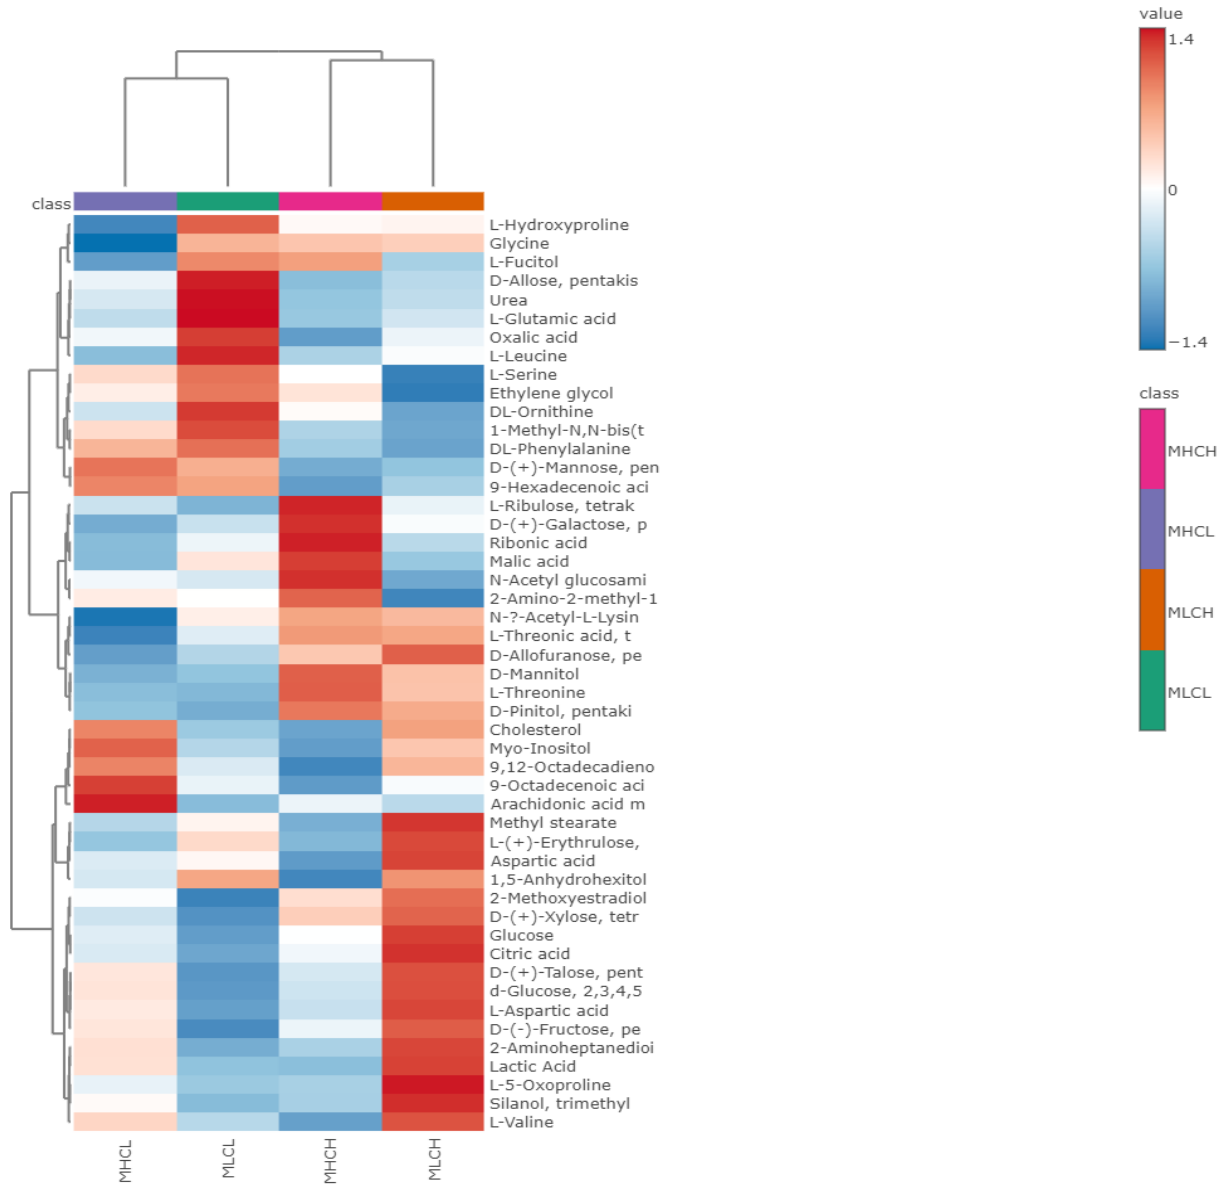 value
1.4
0
−1.4
class
MHCH
MHCL
MLCH
MLCL
class
L-Hydroxyproline
Glycine
L-Fucitol
D-Allose, pentakis
Urea
L-Glutamic acid
Oxalic acid
L-Leucine
L-Serine
Ethylene glycol
DL-Ornithine
1-Methyl-N,N-bis(t
DL-Phenylalanine
D-(+)-Mannose, pen
9-Hexadecenoic aci
L-Ribulose, tetrak
D-(+)-Galactose, p
Ribonic acid
Malic acid
N-Acetyl glucosami
2-Amino-2-methyl-1
N-?-Acetyl-L-Lysin
L-Threonic acid, t
D-Allofuranose, pe
D-Mannitol
L-Threonine
D-Pinitol, pentaki
Cholesterol
Myo-Inositol
9,12-Octadecadieno
9-Octadecenoic aci
Arachidonic acid m
Methyl stearate
L-(+)-Erythrulose,
Aspartic acid
1,5-Anhydrohexitol
2-Methoxyestradiol
D-(+)-Xylose, tetr
Glucose
Citric acid
D-(+)-Talose, pent
d-Glucose, 2,3,4,5
L-Aspartic acid
D-(-)-Fructose, pe
2-Aminoheptanedioi
Lactic Acid
L-5-Oxoproline
Silanol, trimethyl
L-Valine
MHCL
MLCL
MHCH
MLCH